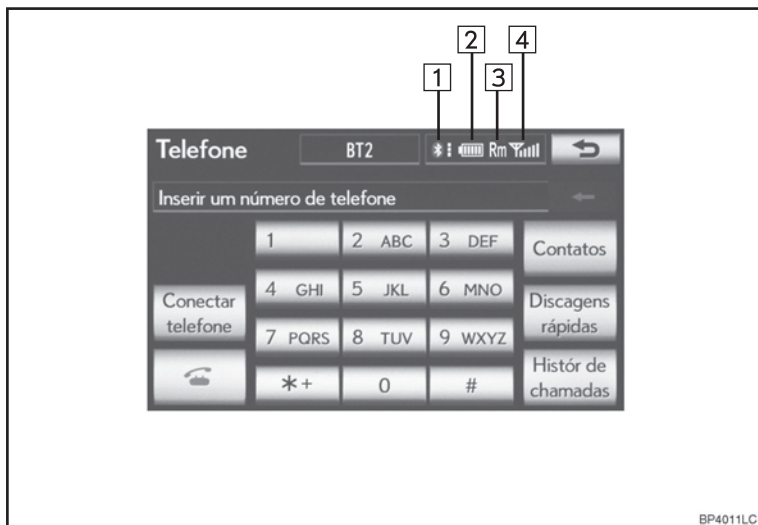 2 4
1 3
Telefone BT2 Rm
Inserir um número de telefone
1 2 ABC 3 DEF Contatos
4 GHI 5 JKL 6 MNO
Conectar telefone
Discagens rápidas
7 PQRS 8 TUV 9 WXYZ
*+ 0 #
Histór de chamadas
BP4011LC